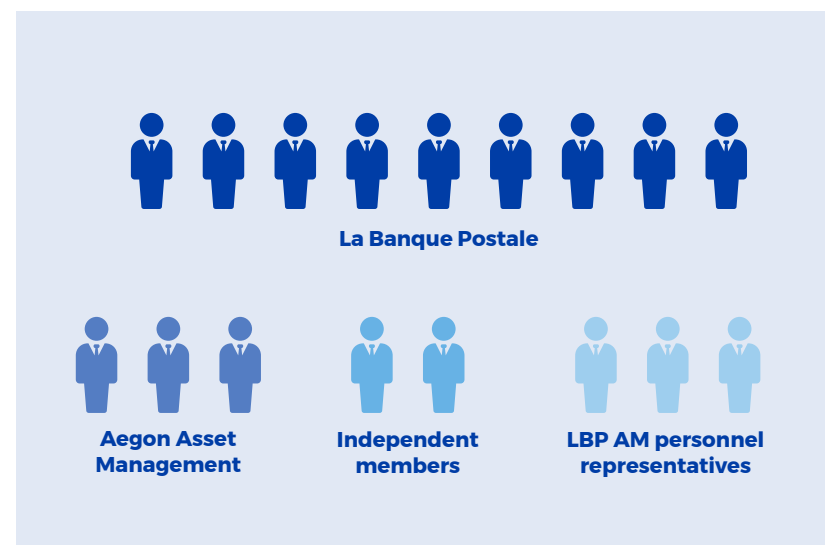 La Banque Postale
Aegon Asset
Management
Independent
members
LBP AM personnel
representatives